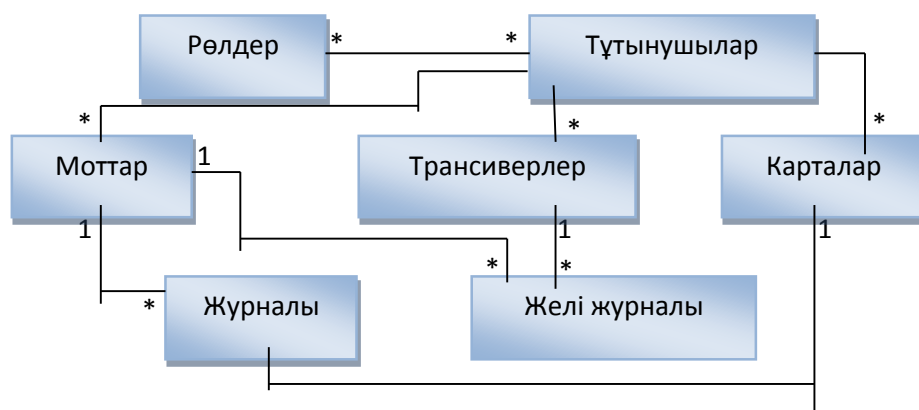 Рөлдер
*
*
Тұтынушылар
*
*
*
Моттар
1
Трансиверлер
Карталар
1
1
1
*
*
*
Журналы
Желі журналы